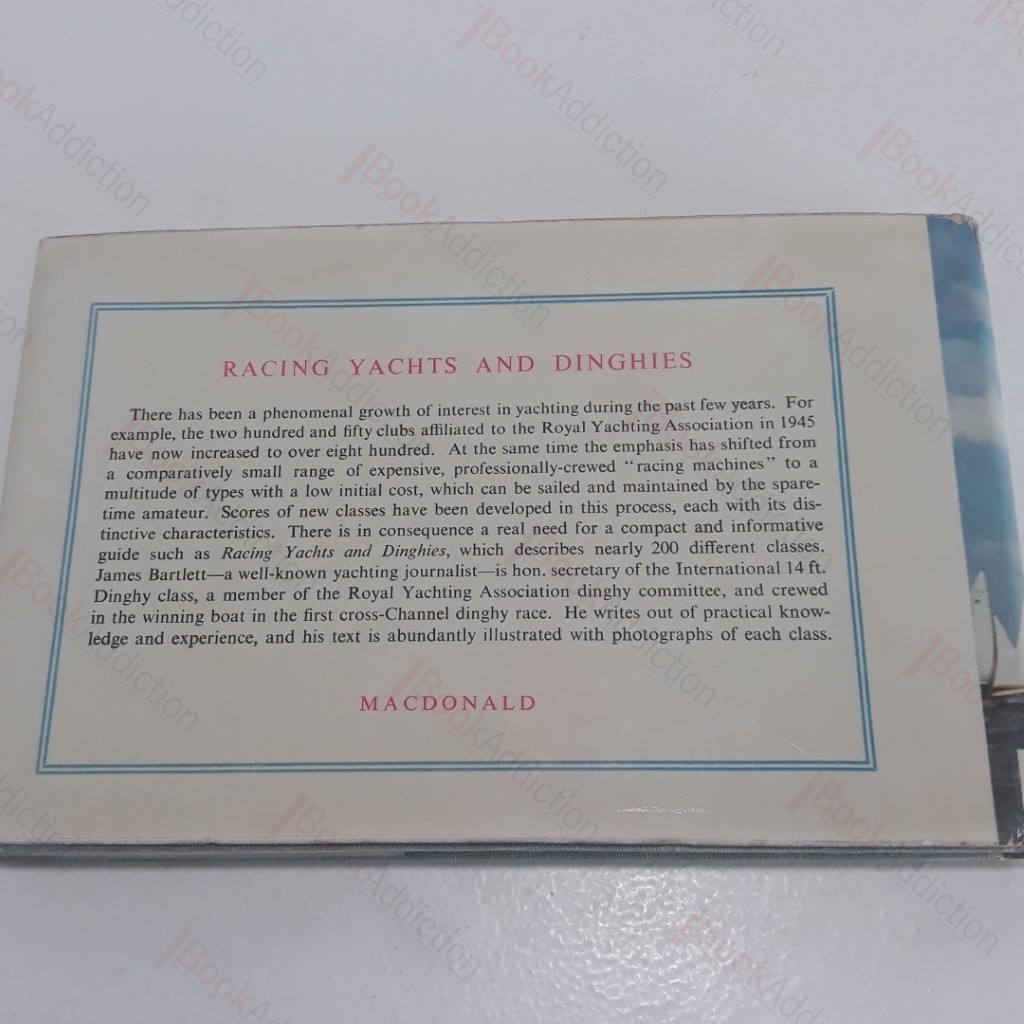 RACING YACHTS AND DINGHIES
There has been a phenomenal growth of interest in yachting during the past few years. For
example, the two hundred and fifty clubs affiliated to the Royal Yachting Association in 1945
have now increased to over eight hundred. At the same time the emphasis has shifted from
a comparatively small range of expensive, professionally-crewed "racing machines" to a
multitude of types with a low initial cost, which can be sailed and maintained by the spare-
time amateur. Scores of new classes have been developed in this process, each with its dis-
tinctive characteristics. There is in consequence a real need for a compact and informative
guide such as Racing Yachts and Dinghies, which describes nearly 200 different classes.
James Bartlett—a well-known yachting journalist—is hon. secretary of the International 14 ft.
Dinghy class, a member of the Royal Yachting Association dinghy committee, and crewed
in the winning boat in the first cross-Channel dinghy race. He writes out of practical know-
ledge and experience, and his text is abundantly illustrated with photographs of each class.
MACDONALD
BookAddiction